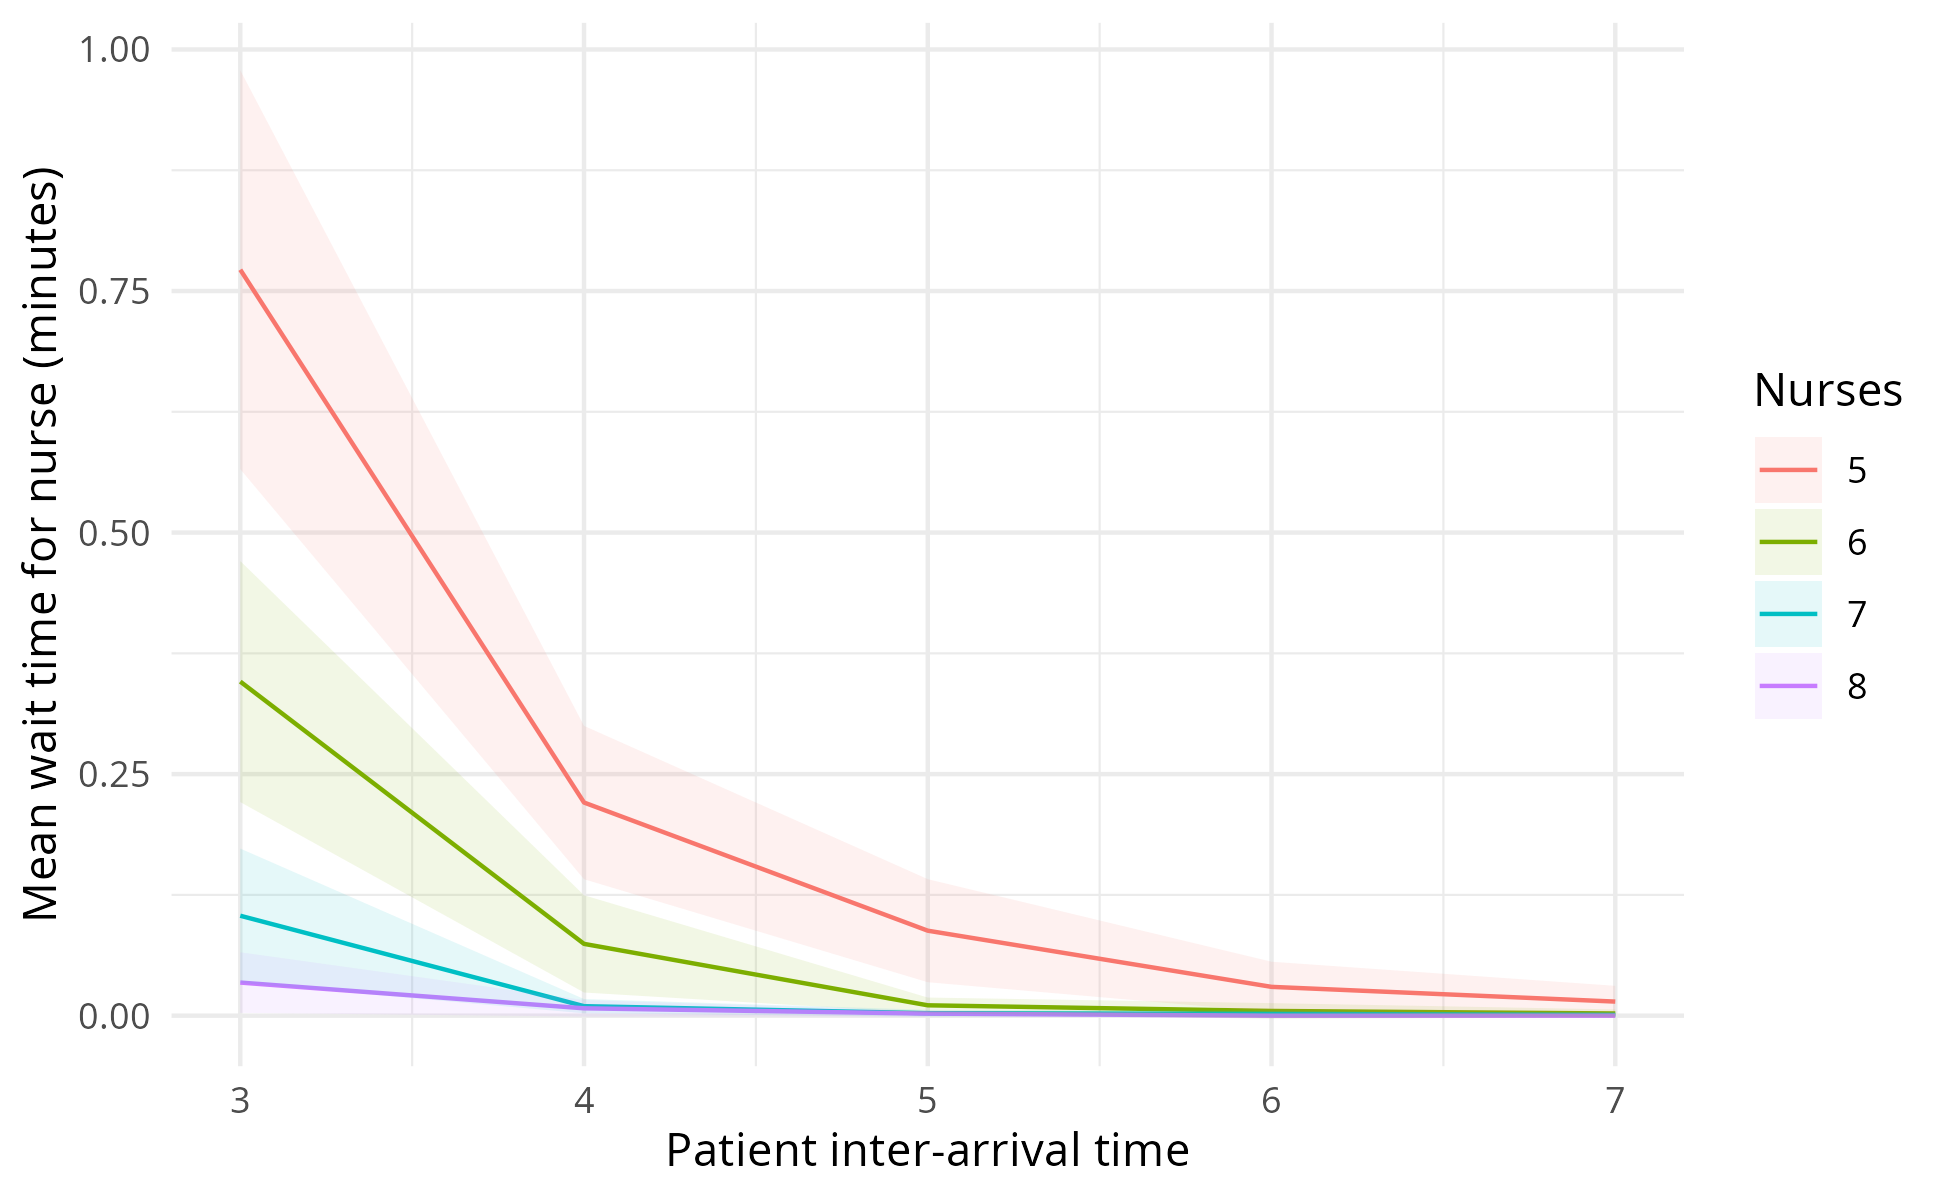 Mean wait time for nurse (minutes)
1.00
0.75
0.50
0.25
0.00
3 4 5 6 7
Patient inter-arrival time
Nurses
5
6
7
8